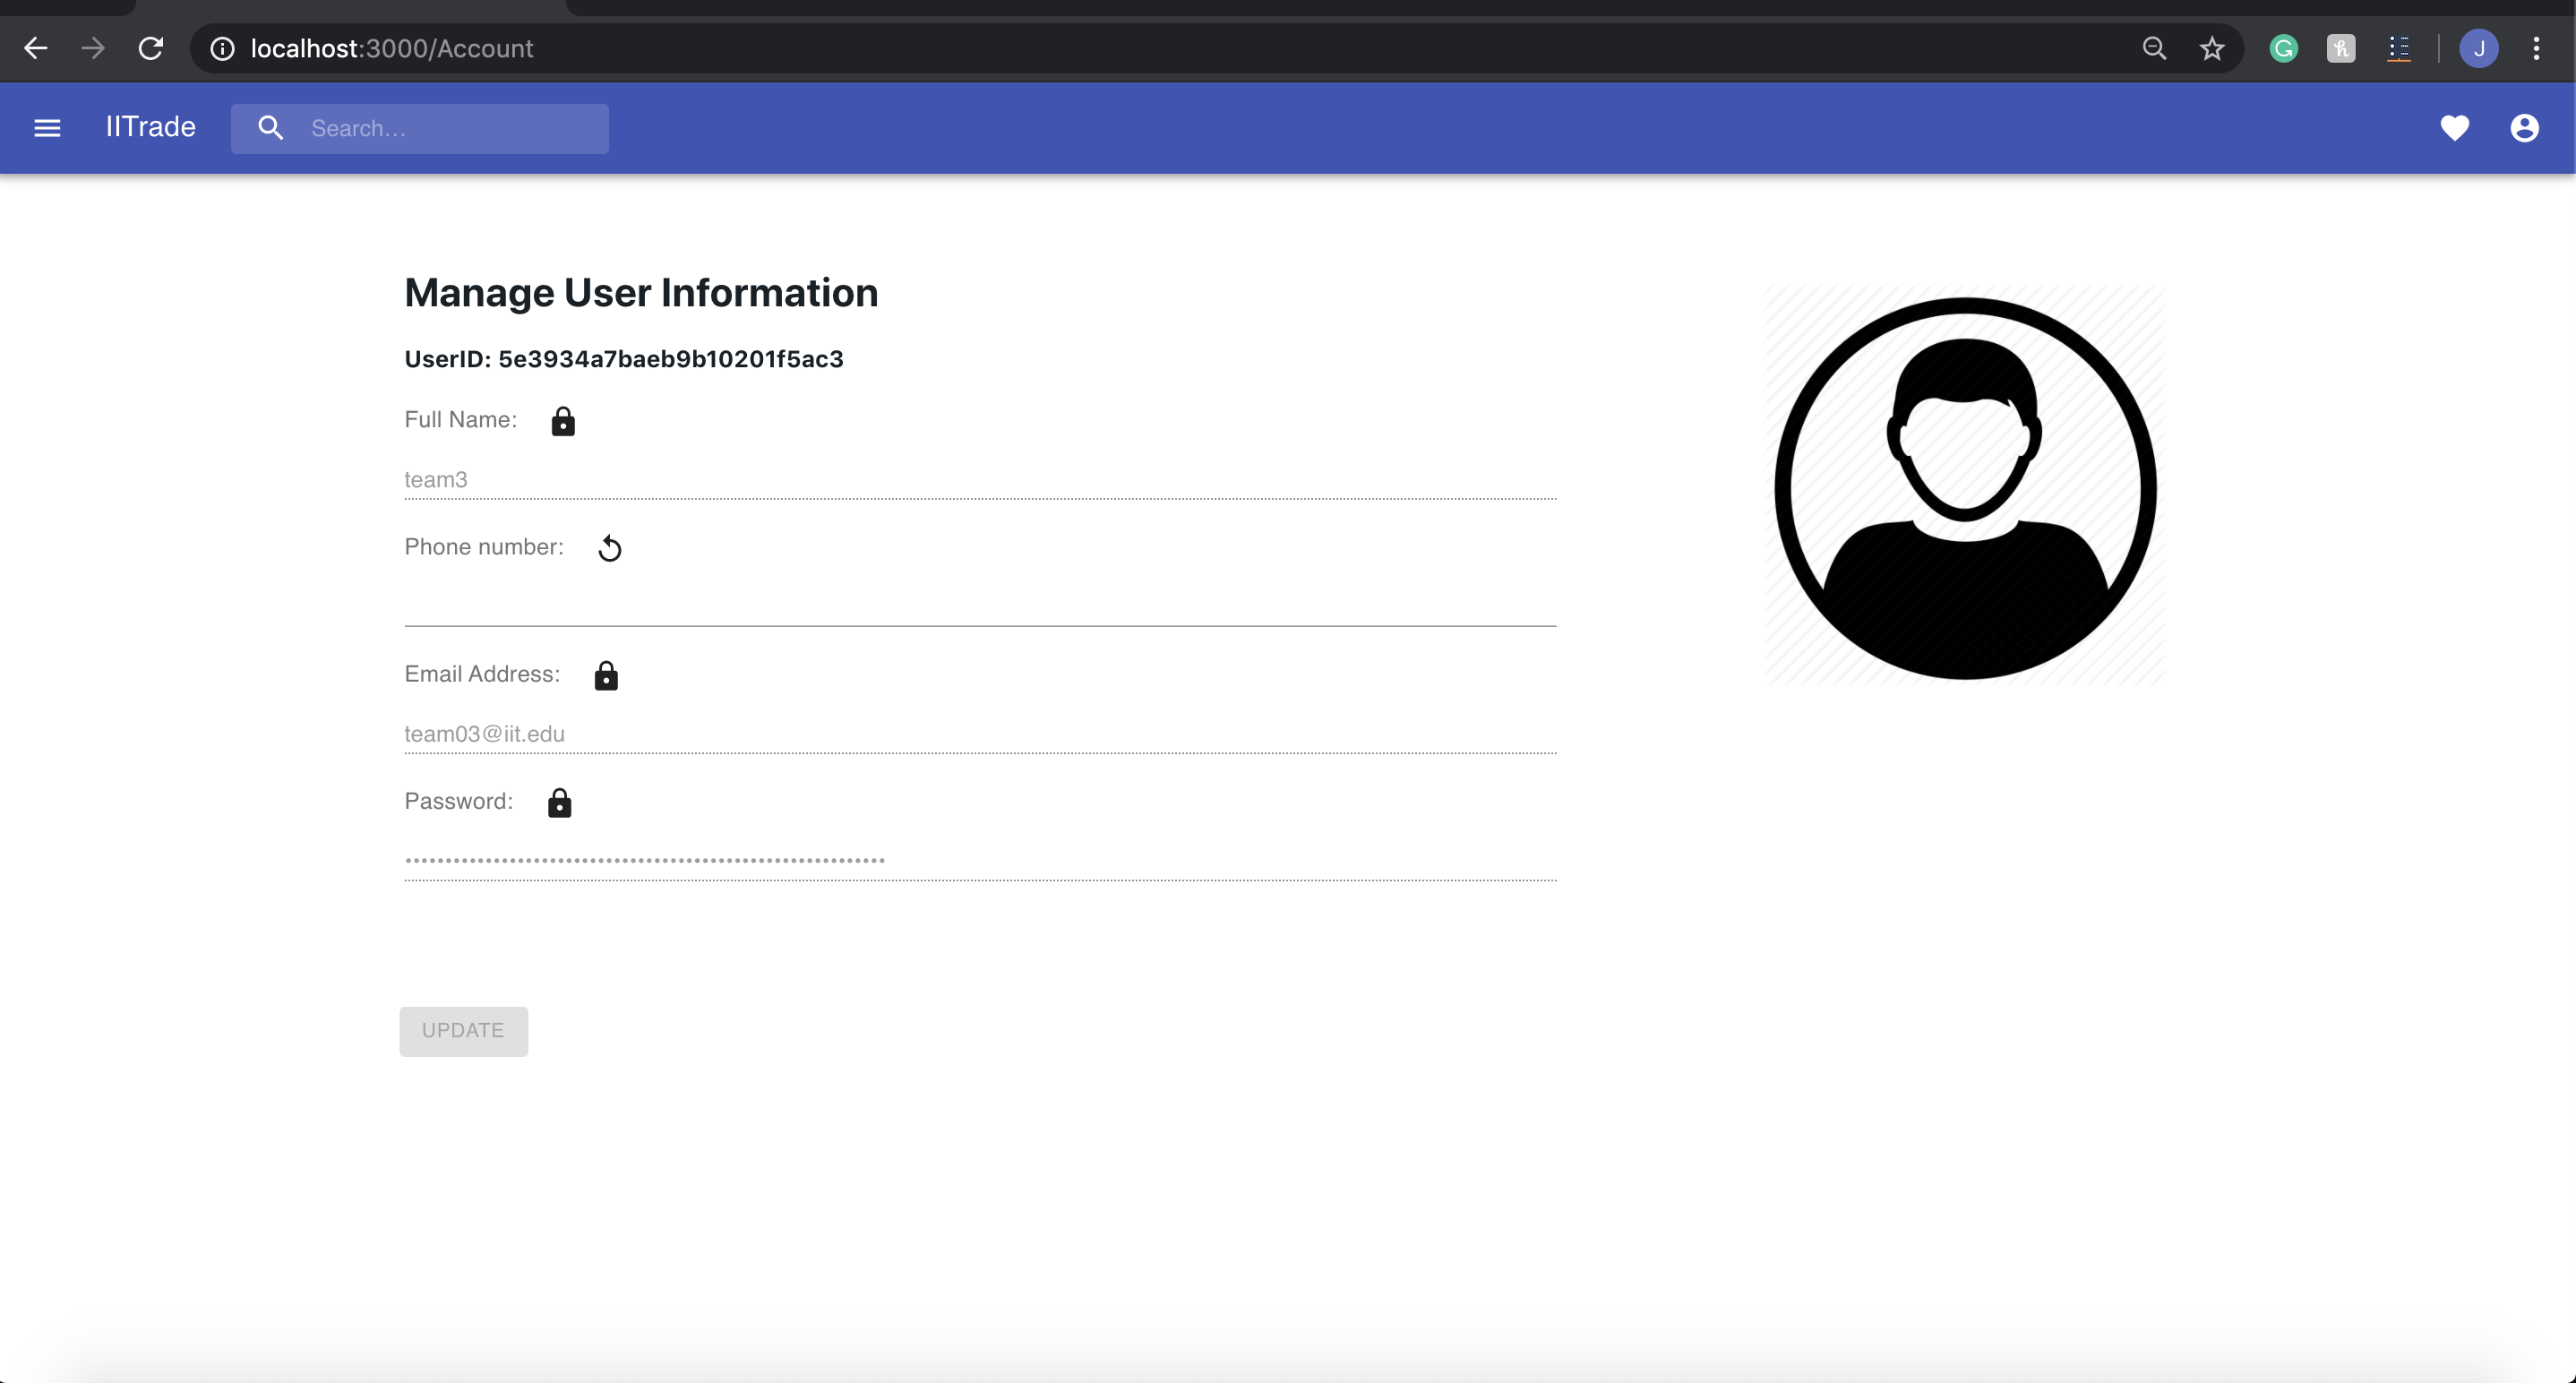 localhost:3000/Account
J
IITrade
Search...
Manage User Information
UserID: 5e3934a7baeb9b10201f5ac3
Full Name:
team3
Phone number:
Email Address:
team03@iit.edu
Password:
UPDATE